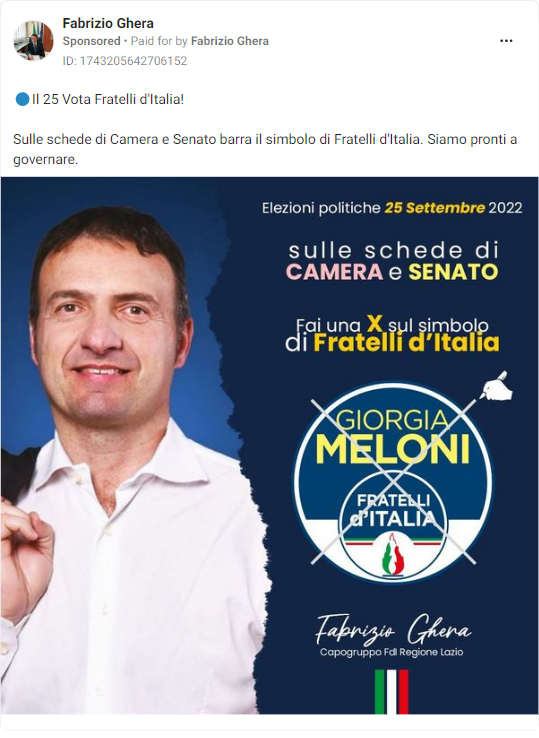 Fabrizio Ghera
Sponsored • Paid for by Fabrizio Ghera
ID: 1743205642706152
Il 25 Vota Fratelli d'Italia!
Sulle schede di Camera e Senato barra il simbolo di Fratelli d'Italia. Siamo pronti a
governare.
Elezioni politiche 25 Settembre 2022
sulle schede di
CAMERA e SENATO
Fai una X sul simbolo
di Fratelli d'Italia
GIORGIA
MELONI
FRATELLI
d'ITALIA
Fabrizio Ghera
Capogruppo FdI Regione Lazio